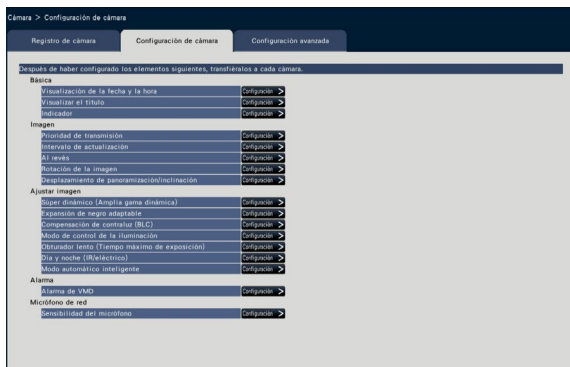 Cámara > Configuración de cámara
Registro de cámara
Configuración de cámara
Configuración avanzada
Después de haber configurado los elementos siguientes, transfiéralos a cada cámara.
Básica
Visualización de la fecha y la hora Configuración >
Visualizar el título Configuración >
Indicador Configuración >
Imagen
Prioridad de transmisión Configuración >
Intervalo de actualización Configuración >
Al revés Configuración >
Rotación de la imagen Configuración >
Desplazamiento de panoramización/inclinación Configuración >
Ajustar imagen
Súper dinámico (Amplia gama dinámica) Configuración >
Expansión de negro adaptable Configuración >
Compensación de contraluz (BLC) Configuración >
Modo de control de la iluminación Configuración >
Obturador lento (Tiempo máximo de exposición) Configuración >
Día y noche (IR/eléctrico) Configuración >
Modo automático inteligente Configuración >
Alarma
Alarma de VMD Configuración >
Micrófono de red
Sensibilidad del micrófono Configuración >